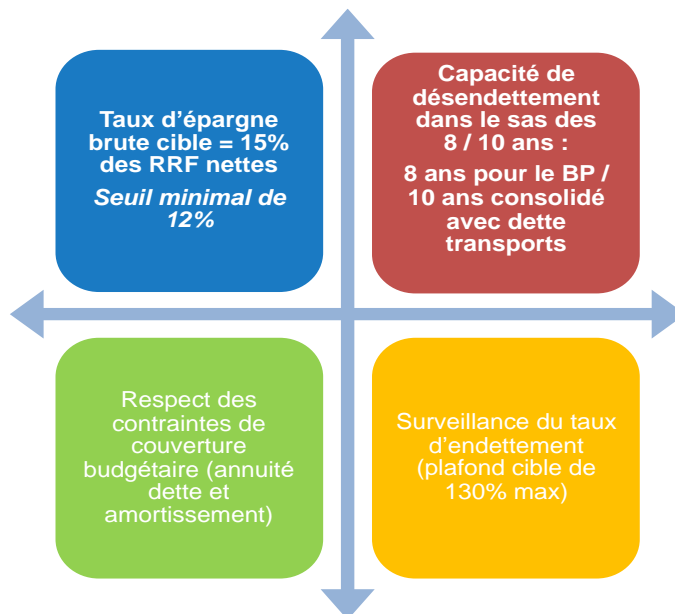 Taux d'épargne
brute cible = 15%
des RRF nettes
Seuil minimal de
12%
Capacité de
désendettement
dans le sas des
8 / 10 ans :
8 ans pour le BP /
10 ans consolidé
avec dette
transports
Respect des
contraintes de
couverture
budgétaire (annuité
dette et
amortissement)
Surveillance du taux
d'endettement
(plafond cible de
130% max)